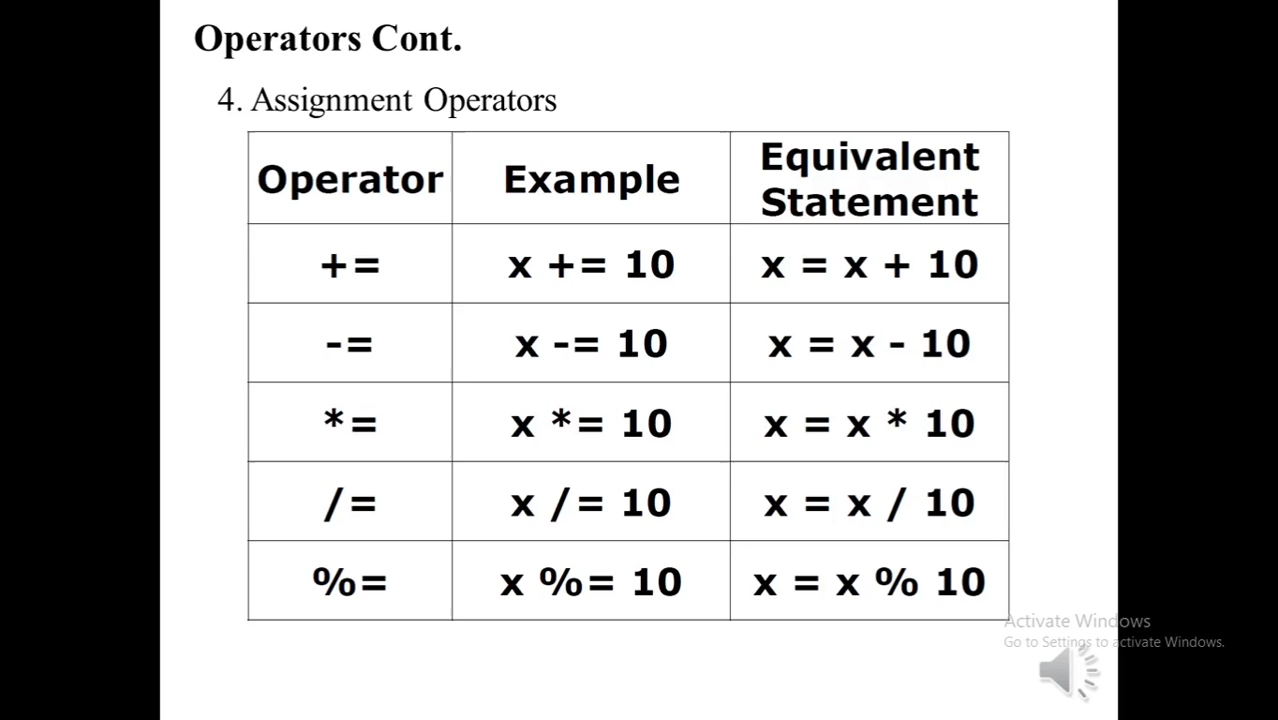 Operators Cont.
4. Assignment Operators
Operator Example Equivalent Statement
+= x += 10 x = x + 10
-= x -= 10 x = x - 10
*= x *= 10 x = x * 10
/= x /= 10 x = x / 10
%= x %= 10 x = x % 10
Activate Windows
Go to Settings to activate Windows.